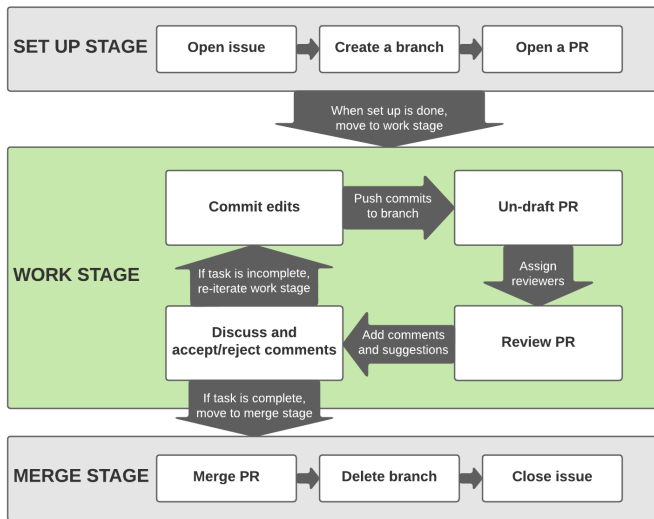 SET UP STAGE
Open issue
Create a branch
Open a PR
When set up is done,
move to work stage
WORK STAGE
Commit edits
Push commits
to branch
Un-draft PR
Assign
reviewers
Review PR
Add comments
and suggestions
Discuss and
accept/reject comments
If task is incomplete,
re-iterate work stage
If task is complete,
move to merge stage
MERGE STAGE
Merge PR
Delete branch
Close issue